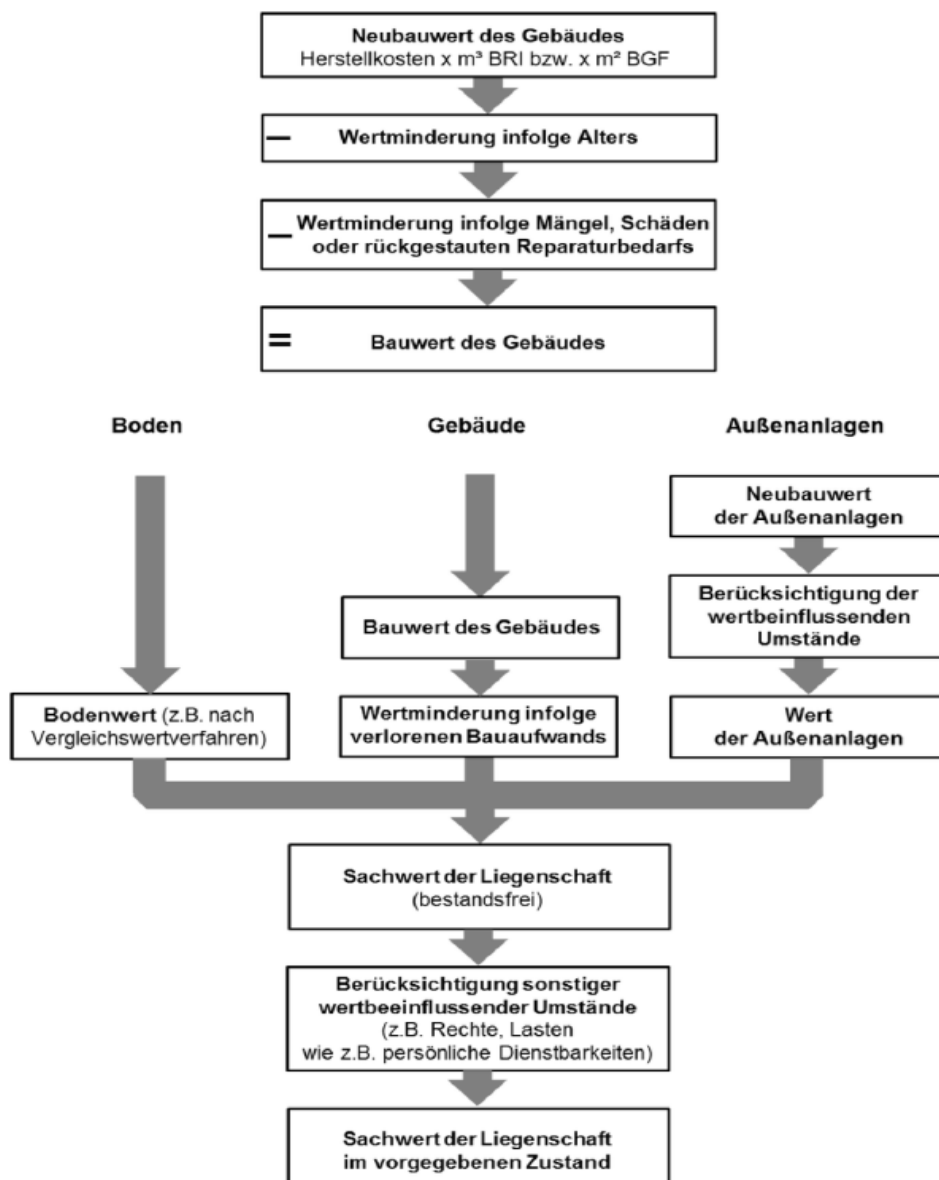 Neubauwert des Gebäudes
Herstellkosten x m³ BRI bzw. x m² BGF
– Wertminderung infolge Alters
– Wertminderung infolge Mängel, Schäden
oder rückgestauten Reparaturbedarfs
= Bauwert des Gebäudes
Boden
Gebäude
Außenanlagen
Neubauwert
der Außenanlagen
Bauwert des Gebäudes
Berücksichtigung der
wertbeinflussenden
Umstände
Bodenwert (z.B. nach
Vergleichswertverfahren)
Wertminderung infolge
verlorenen Bauaufwands
Wert
der Außenanlagen
Sachwert der Liegenschaft
(bestandsfrei)
Berücksichtigung sonstiger
wertbeeinflussender Umstände
(z.B. Rechte, Lasten
wie z.B. persönliche Dienstbarkeiten)
Sachwert der Liegenschaft
im vorgegebenen Zustand